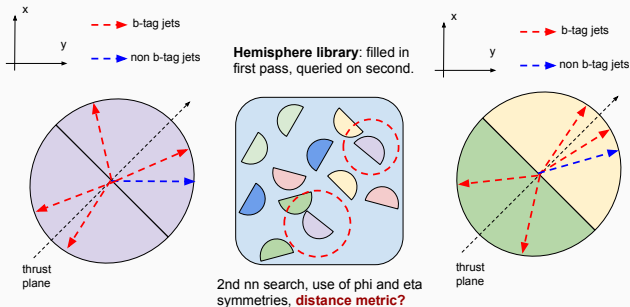 x
y
b-tag jets
non b-tag jets
thrust
plane
Hemisphere library: filled in
first pass, queried on second.
2nd nn search, use of phi and eta
symmetries, distance metric?
x
y
b-tag jets
non b-tag jets
thrust
plane